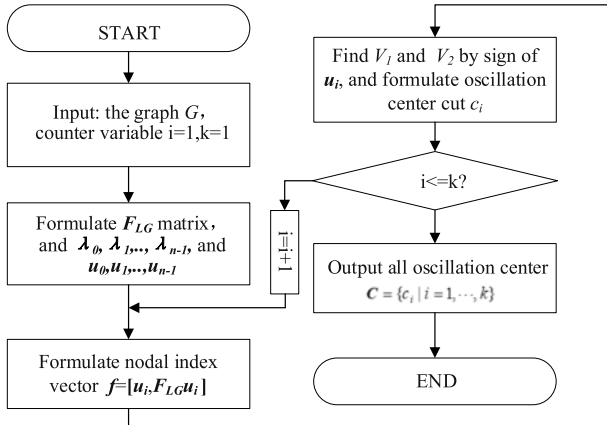 START
Input: the graph G,
counter variable i=1,k=1
Formulate F_LG matrix,
and λ_0, λ_1,.., λ_{n-1}, and
u_0,u_1,..,u_{n-1}
Formulate nodal index
vector f=[u_i,F_LG u_i]
Find V_1 and V_2 by sign of
u_i, and formulate oscillation
center cut c_i
i<=k?
i=i+1
Output all oscillation center
C = {c_i | i = 1, ⋯, k}
END